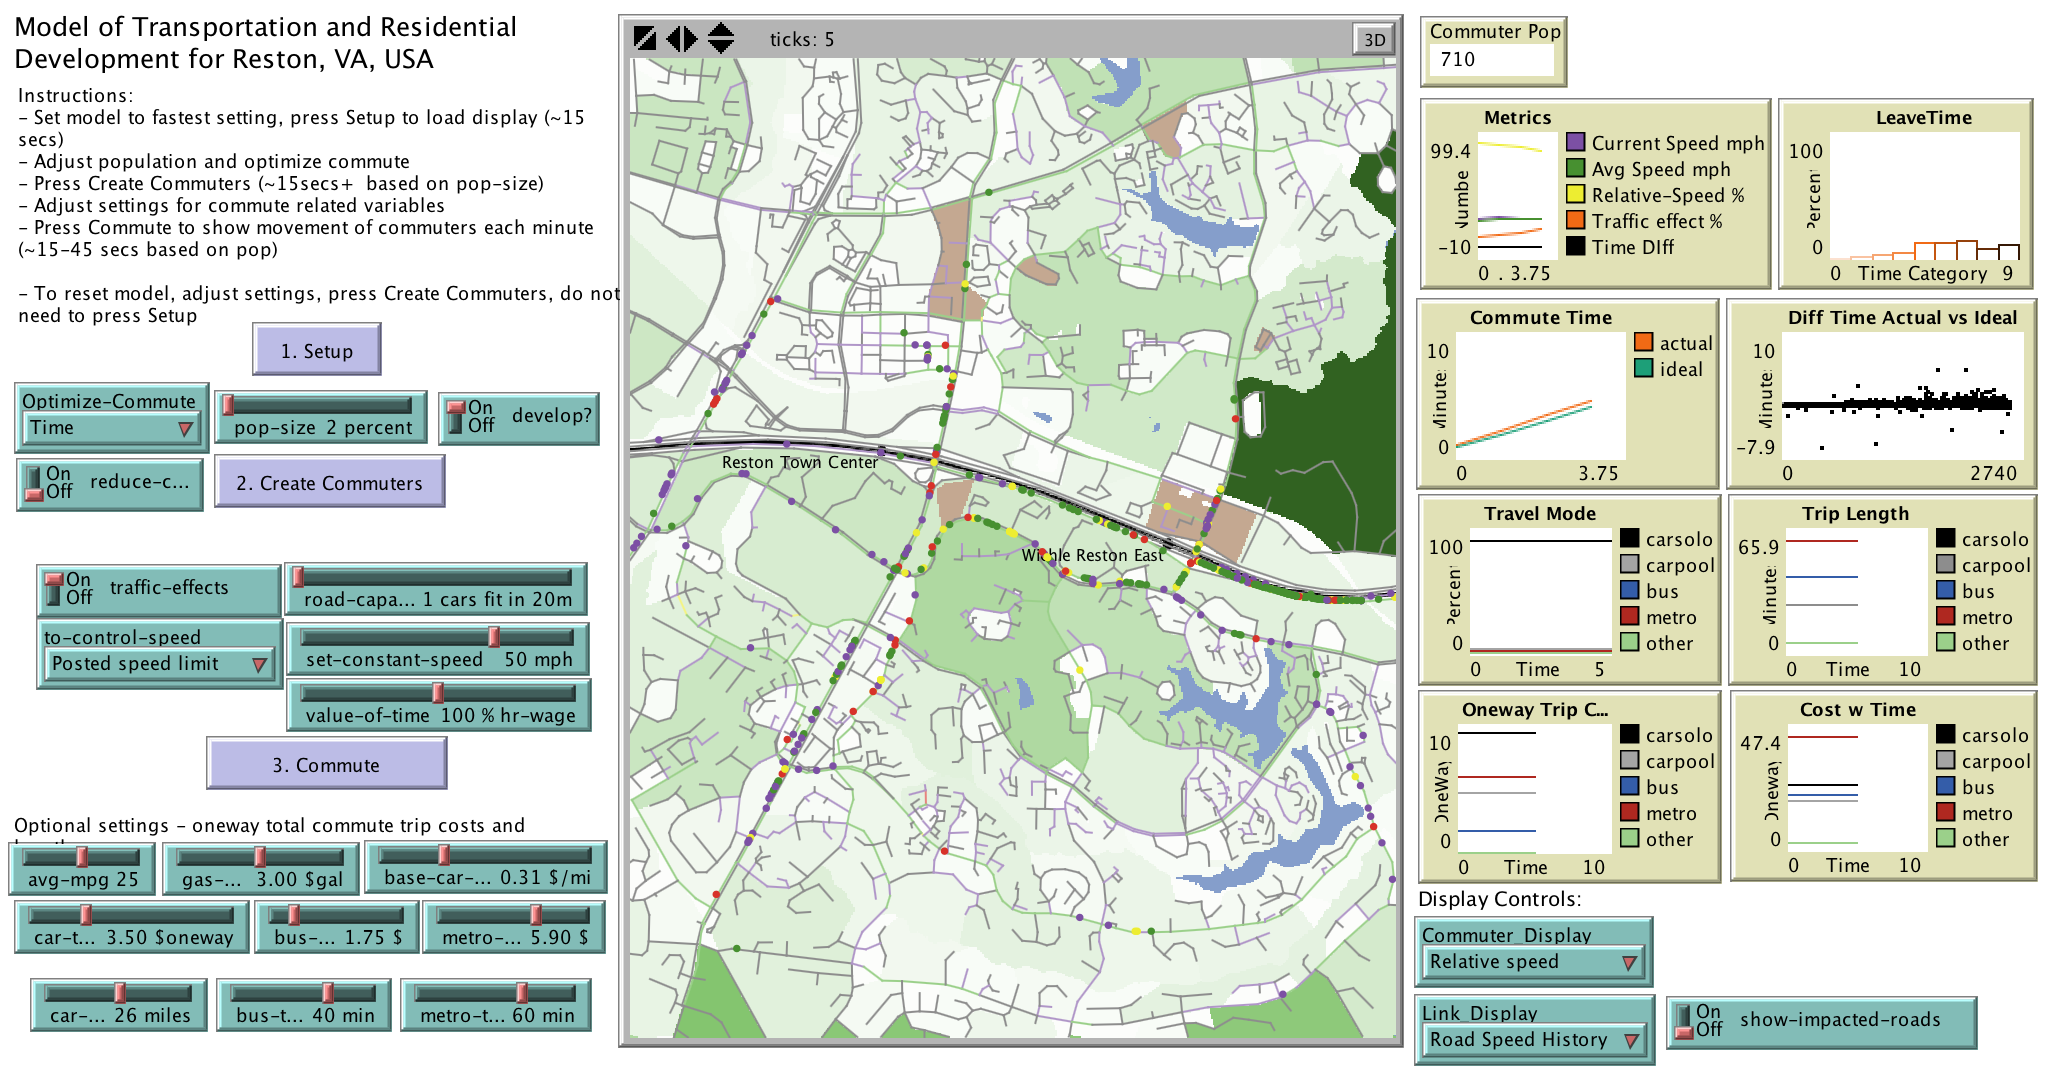 Model of Transportation and Residential
Development for Reston, VA, USA
Instructions:
- Set model to fastest setting, press Setup to load display (~15
secs)
- Adjust population and optimize commute
- Press Create Commuters (~15secs+ based on pop-size)
- Adjust settings for commute related variables
- Press Commute to show movement of commuters each minute
(~15-45 secs based on pop)
- To reset model, adjust settings, press Create Commuters, do not
need to press Setup
1. Setup
Optimize-Commute
Time
pop-size 2 percent
On
Off
develop?
On
Off
reduce-c...
2. Create Commuters
On
Off
traffic-effects
road-capa... 1 cars fit in 20m
to-control-speed
Posted speed limit
set-constant-speed 50 mph
value-of-time 100 % hr-wage
3. Commute
Optional settings - oneway total commute trip costs and
avg-mpg 25
gas-... 3.00 $gal
base-car-... 0.31 $/mi
car-t... 3.50 $oneway
bus-... 1.75 $
metro-... 5.90 $
car-... 26 miles
bus-t... 40 min
metro-t... 60 min
ticks: 5
3D
Reston Town Center
Wiehle Reston East
Commuter Pop
710
Metrics
99.4
-10
0 . 3.75
Current Speed mph
Avg Speed mph
Relative-Speed %
Traffic effect %
Time DIff
LeaveTime
100
0
0 Time Category 9
Commute Time
10
0
0 3.75
actual
ideal
Diff Time Actual vs Ideal
10
-7.9
0 2740
Travel Mode
100
0
0 Time 5
carsolo
carpool
bus
metro
other
Trip Length
65.9
0
0 Time 10
carsolo
carpool
bus
metro
other
Oneway Trip C...
10
0
0 Time 10
carsolo
carpool
bus
metro
other
Cost w Time
47.4
0
0 Time 10
carsolo
carpool
bus
metro
other
Display Controls:
Commuter_Display
Relative speed
Link_Display
Road Speed History
On
Off
show-impacted-roads